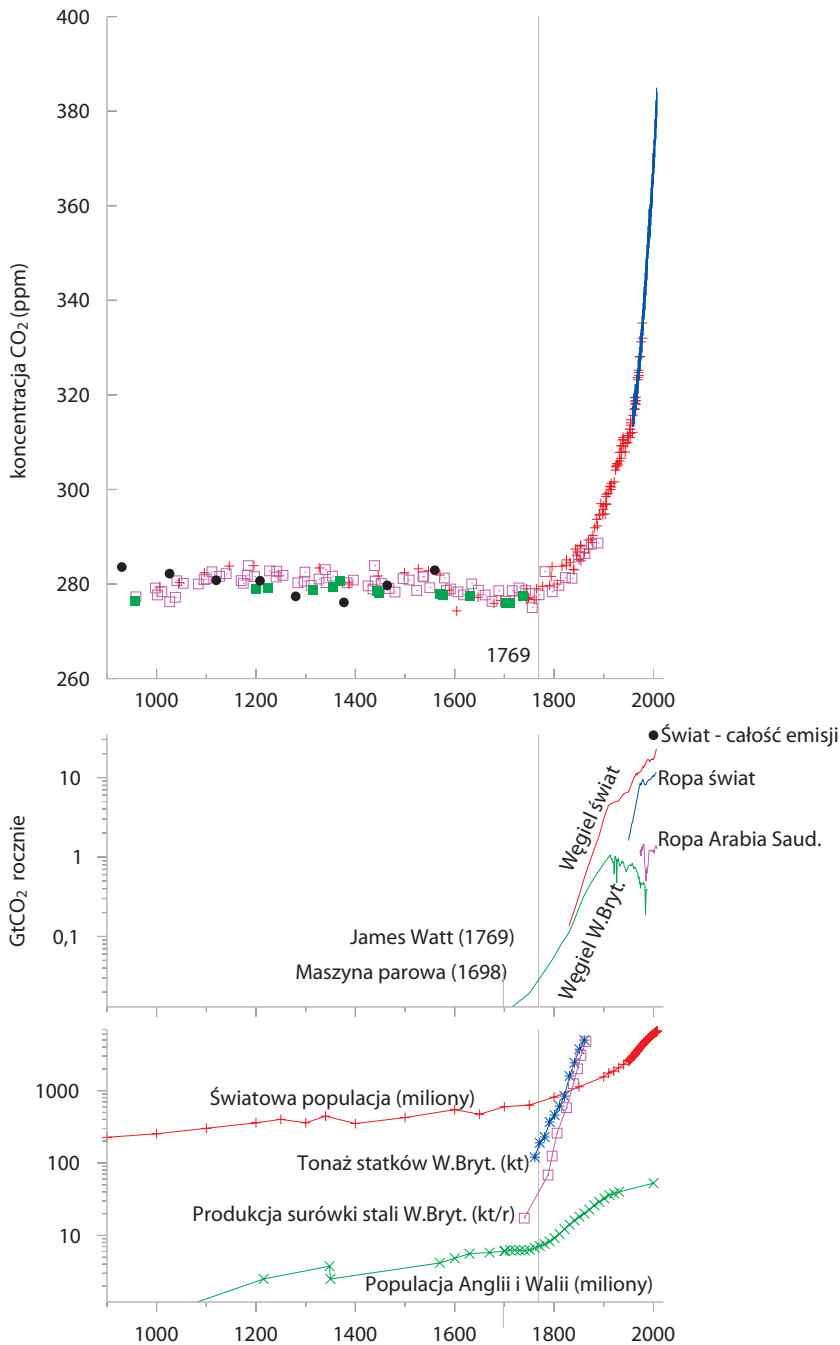 400
380
360
340
320
300
280
260
koncentracja CO₂ (ppm)
1769
1000 1200 1400 1600 1800 2000
10
1
0,1
GtCO₂ rocznie
Świat - całość emisji
Węgiel świat
Ropa świat
Ropa Arabia Saud.
Węgiel W.Bryt.
James Watt (1769)
Maszyna parowa (1698)
1000
100
10
Światowa populacja (miliony)
Tonaż statków W.Bryt. (kt)
Produkcja surówki stali W.Bryt. (kt/r)
Populacja Anglii i Walii (miliony)
1000 1200 1400 1600 1800 2000